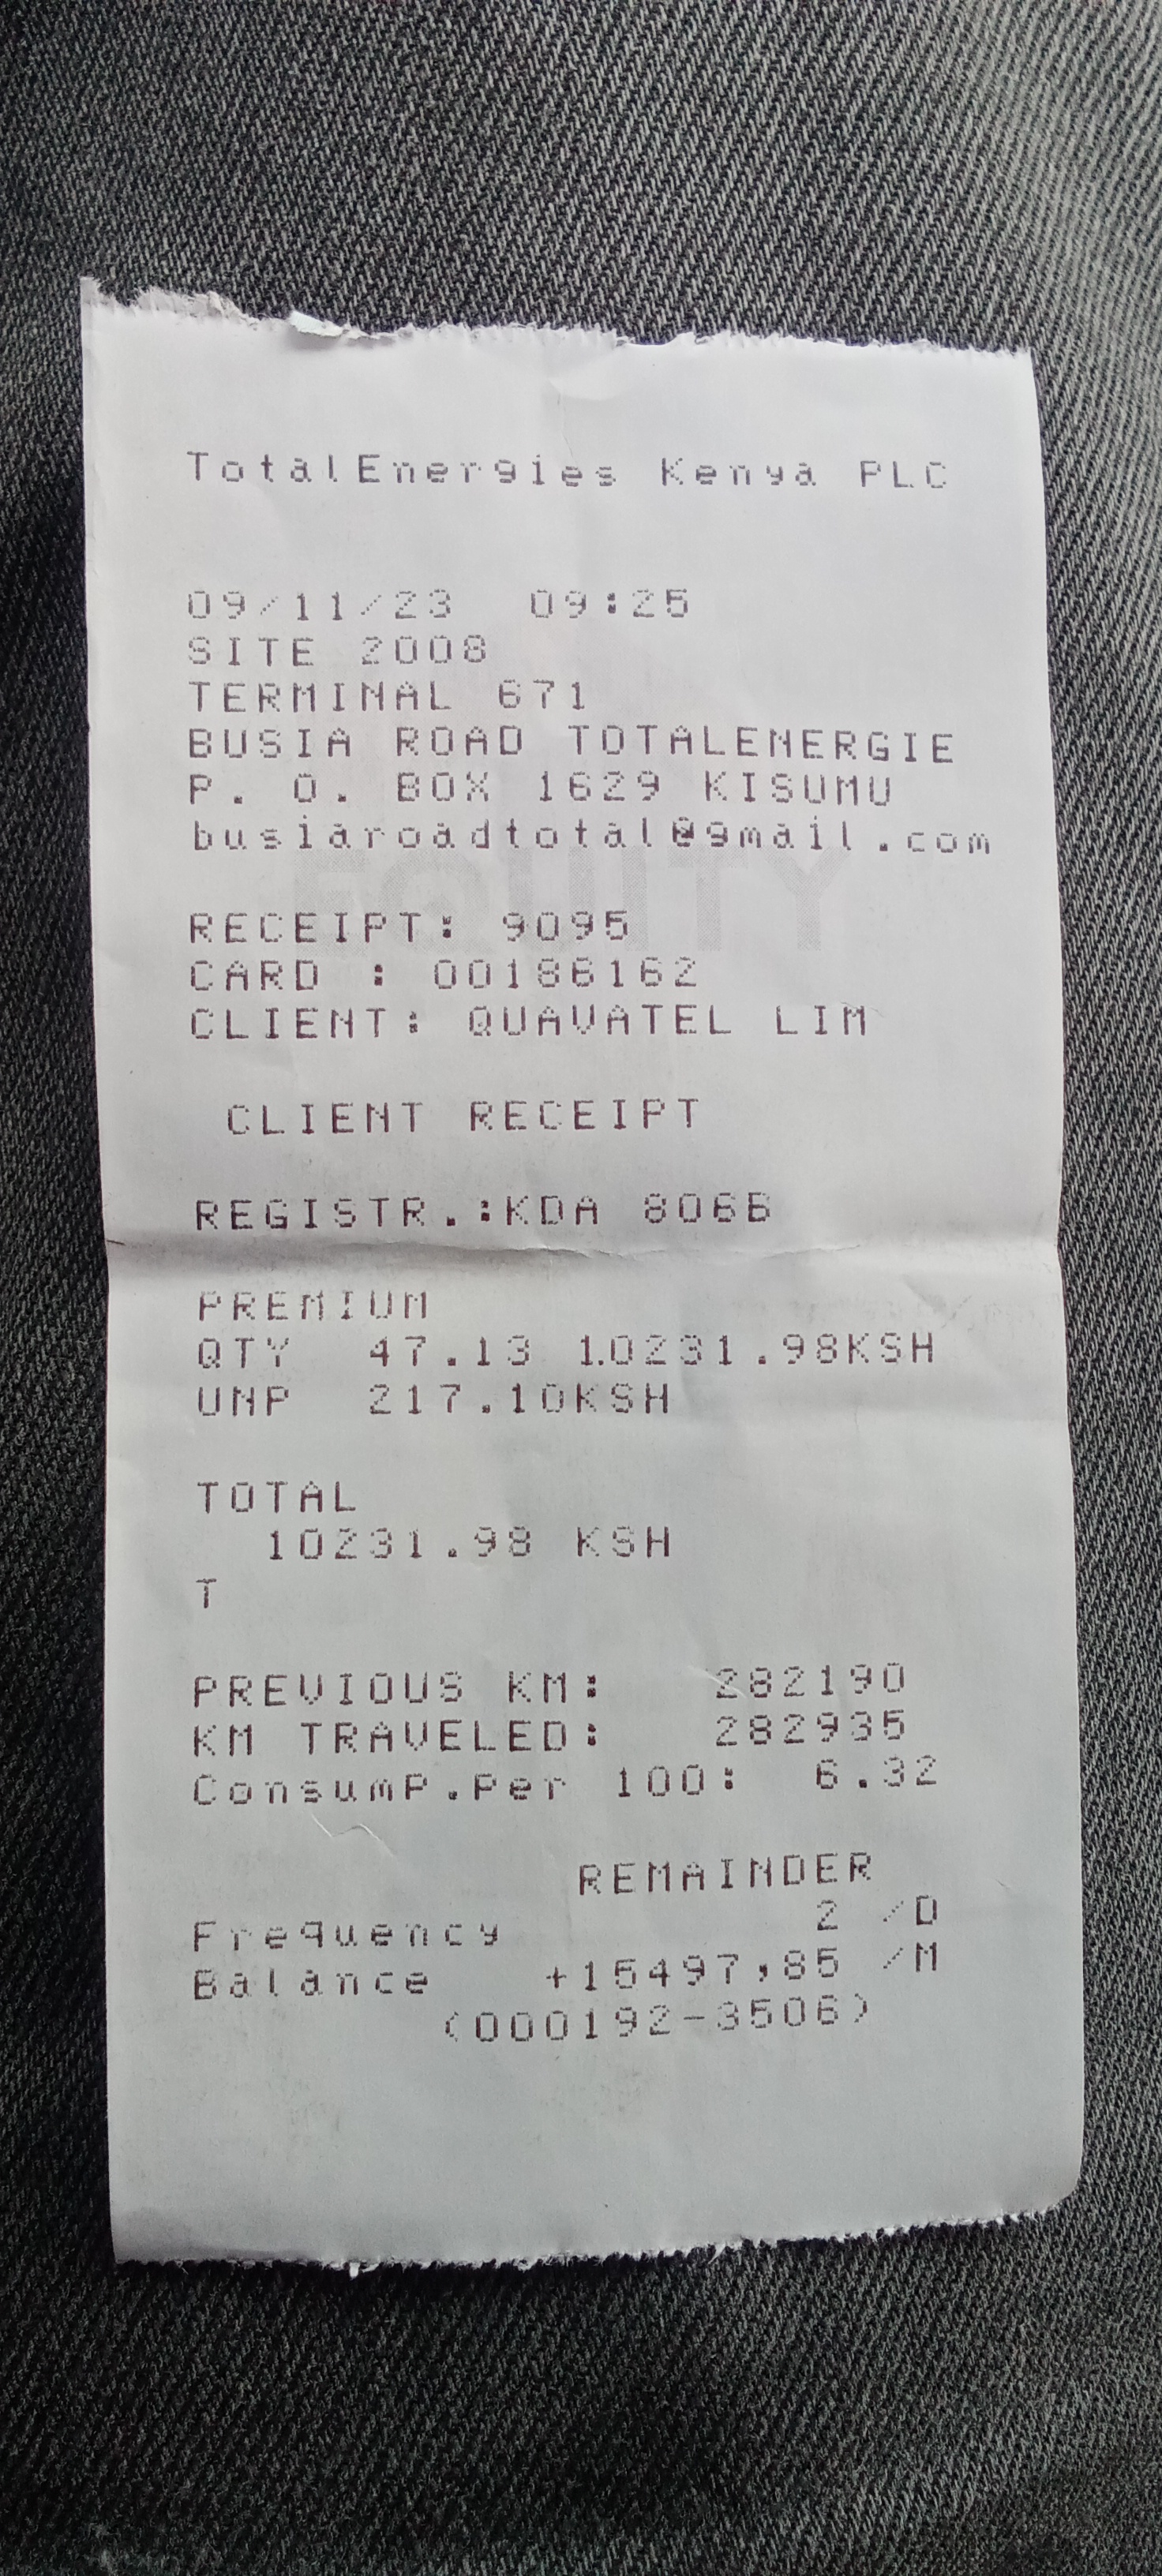 TotalEnergies Kenya PLC
09/11/23 09:25
SITE 2008
TERMINAL 671
BUSIA ROAD TOTALENERGIE
P. O. BOX 1629 KISUMU
busiaroadtotal@gmail.com
EQUITY
RECEIPT: 9095
CARD : 00186162
CLIENT: QUAVATEL LIM
CLIENT RECEIPT
REGISTR.:KDA 806B
PREMIUM
QTY 47.13 10231.98KSH
UNP 217.10KSH
TOTAL
10231.98 KSH
T
PREVIOUS KM: 282190
KM TRAVELED: 282935
Consump.Per 100: 6.32
REMAINDER
Frequency 2 /D
Balance +15497,85 /M
(000192-3506)